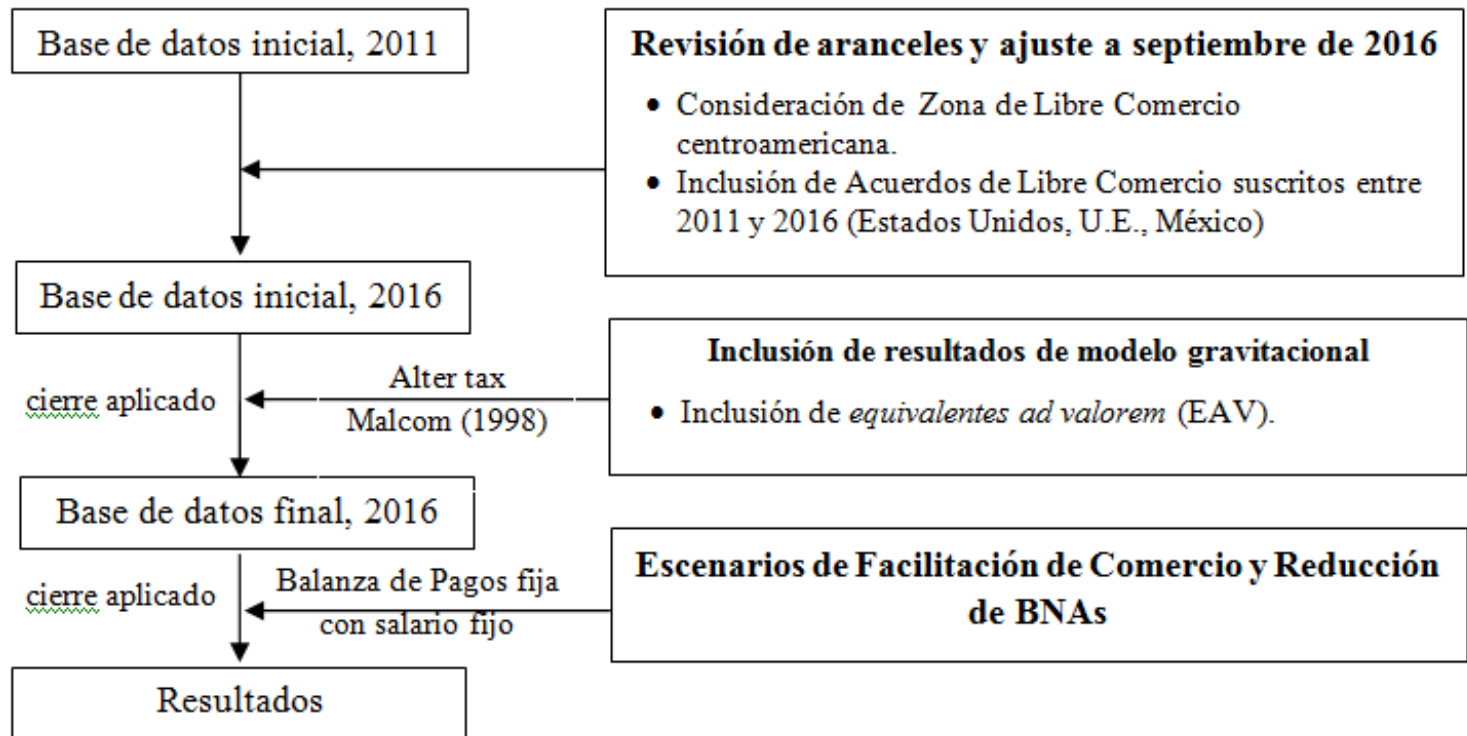 Base de datos inicial, 2011
Revisión de aranceles y ajuste a septiembre de 2016
• Consideración de Zona de Libre Comercio
centroamericana.
• Inclusión de Acuerdos de Libre Comercio suscritos entre
2011 y 2016 (Estados Unidos, U.E., México)
Base de datos inicial, 2016
cierre aplicado
Alter tax
Malcom (1998)
Inclusión de resultados de modelo gravitacional
• Inclusión de equivalentes ad valorem (EAV).
Base de datos final, 2016
cierre aplicado
Balanza de Pagos fija
con salario fijo
Escenarios de Facilitación de Comercio y Reducción
de BNAs
Resultados